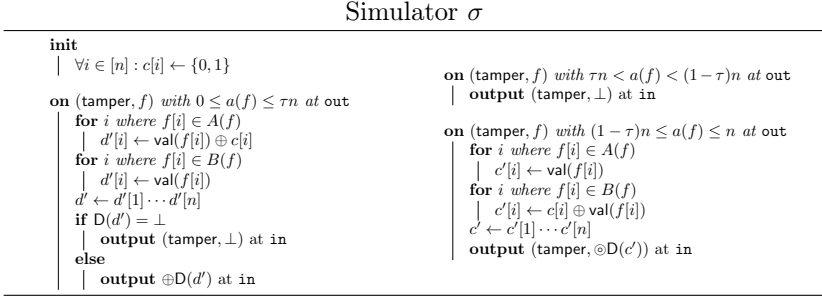 Simulator σ
init
∀i ∈ [n] : c[i] ← {0, 1}
on (tamper, f) with 0 ≤ a(f) ≤ τn at out
for i where f[i] ∈ A(f)
d′[i] ← val(f[i]) ⊕ c[i]
for i where f[i] ∈ B(f)
d′[i] ← val(f[i])
d′ ← d′[1] ⋯ d′[n]
if D(d′) = ⊥
output (tamper, ⊥) at in
else
output ⊕D(d′) at in
on (tamper, f) with τn < a(f) < (1 − τ)n at out
output (tamper, ⊥) at in
on (tamper, f) with (1 − τ)n ≤ a(f) ≤ n at out
for i where f[i] ∈ A(f)
c′[i] ← val(f[i])
for i where f[i] ∈ B(f)
c′[i] ← c[i] ⊕ val(f[i])
c′ ← c′[1] ⋯ c′[n]
output (tamper, ⊚D(c′)) at in